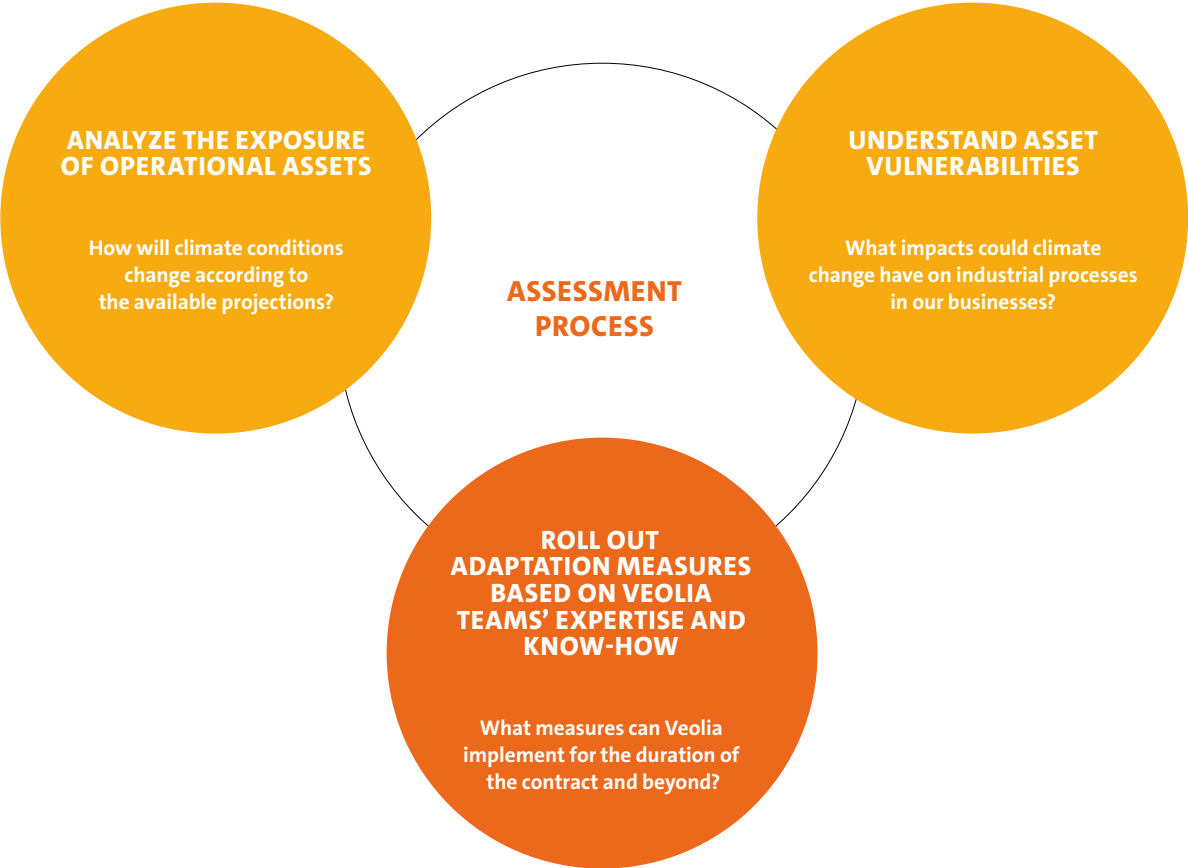 ANALYZE THE EXPOSURE
OF OPERATIONAL ASSETS
How will climate conditions
change according to
the available projections?
UNDERSTAND ASSET
VULNERABILITIES
What impacts could climate
change have on industrial processes
in our businesses?
ASSESSMENT
PROCESS
ROLL OUT
ADAPTATION MEASURES
BASED ON VEOLIA
TEAMS’ EXPERTISE AND
KNOW-HOW
What measures can Veolia
implement for the duration of
the contract and beyond?